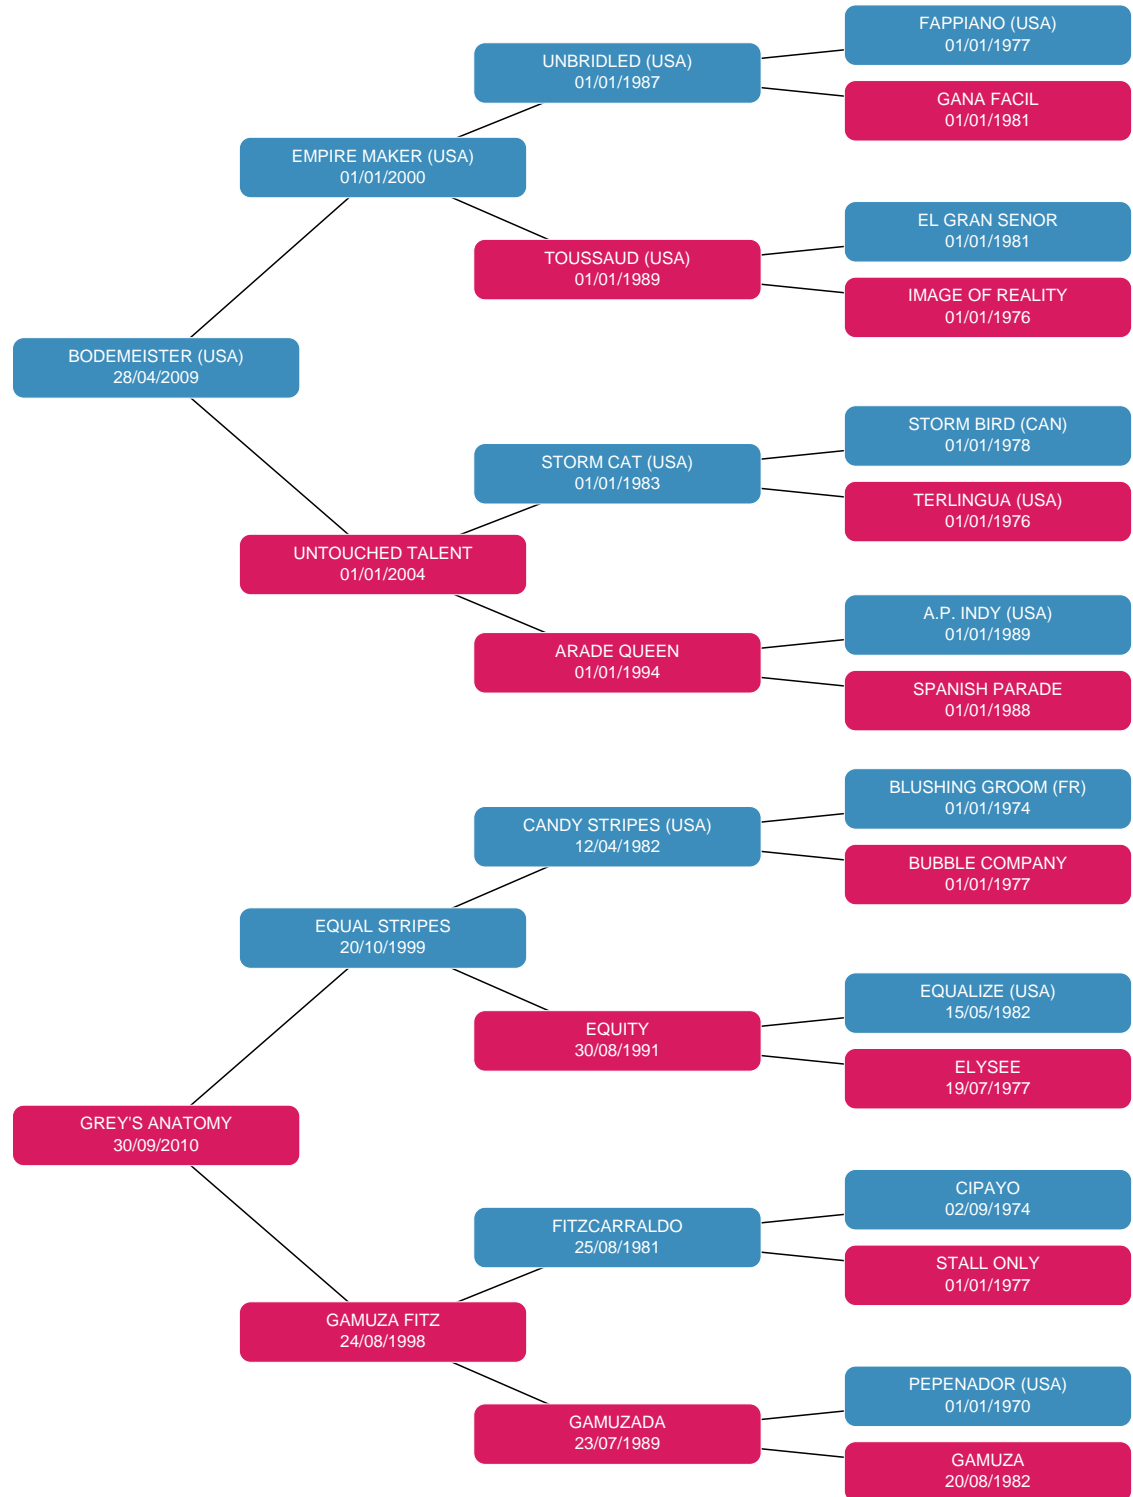 FAPPIANO (USA)
01/01/1977
UNBRIDLED (USA)
01/01/1987
GANA FACIL
01/01/1981
EMPIRE MAKER (USA)
01/01/2000
EL GRAN SENOR
01/01/1981
TOUSSAUD (USA)
01/01/1989
IMAGE OF REALITY
01/01/1976
BODEMEISTER (USA)
28/04/2009
STORM BIRD (CAN)
01/01/1978
STORM CAT (USA)
01/01/1983
TERLINGUA (USA)
01/01/1976
UNTOUCHED TALENT
01/01/2004
A.P. INDY (USA)
01/01/1989
ARADE QUEEN
01/01/1994
SPANISH PARADE
01/01/1988
BLUSHING GROOM (FR)
01/01/1974
CANDY STRIPES (USA)
12/04/1982
BUBBLE COMPANY
01/01/1977
EQUAL STRIPES
20/10/1999
EQUALIZE (USA)
15/05/1982
EQUITY
30/08/1991
ELYSEE
19/07/1977
GREY'S ANATOMY
30/09/2010
CIPAYO
02/09/1974
FITZCARRALDO
25/08/1981
STALL ONLY
01/01/1977
GAMUZA FITZ
24/08/1998
PEPENADOR (USA)
01/01/1970
GAMUZADA
23/07/1989
GAMUZA
20/08/1982